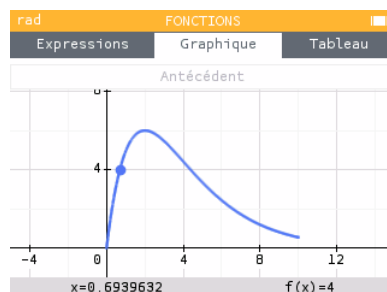 rad FONCTIONS
Expressions Graphique Tableau
Antécédent
4
-4 0 4 8 12
x=0.6939632 f(x)=4